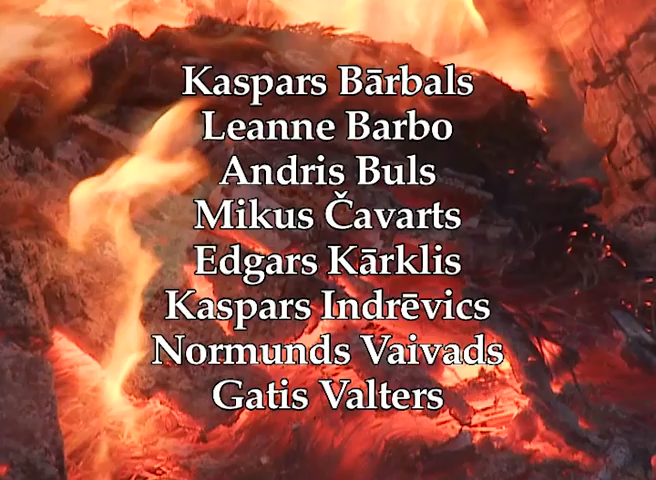 Kaspars Bārbals
Leanne Barbo
Andris Buls
Mikus Čavarts
Edgars Kārklis
Kaspars Indrēvics
Normunds Vaivads
Gatis Valters